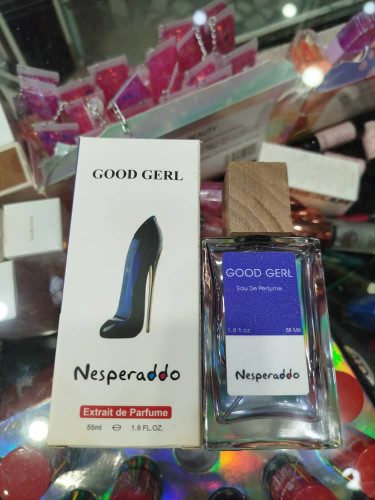 GOOD GERL
Nesperaddo
Extrait de Parfume
55ml ℮ 1.8 FL.OZ.
GOOD GERL
Eau De Perfume
1.8 fl oz 55 Ml
Nesperaddo
BEAUTY